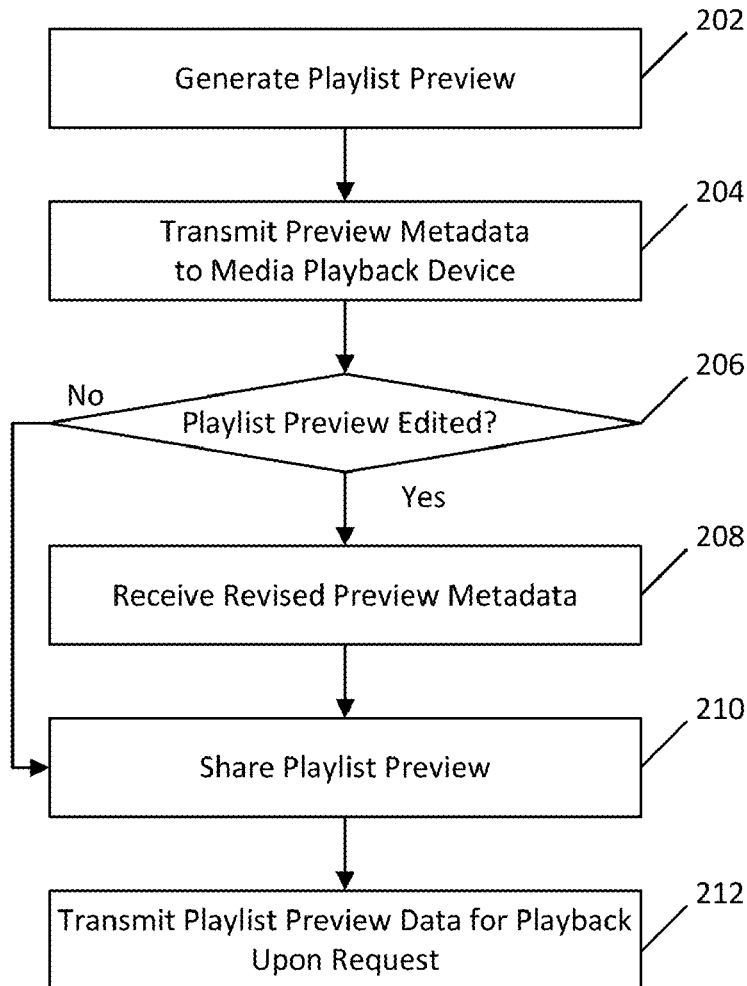 202
Generate Playlist Preview
204
Transmit Preview Metadata
to Media Playback Device
206
No
Playlist Preview Edited?
Yes
208
Receive Revised Preview Metadata
210
Share Playlist Preview
212
Transmit Playlist Preview Data for Playback
Upon Request